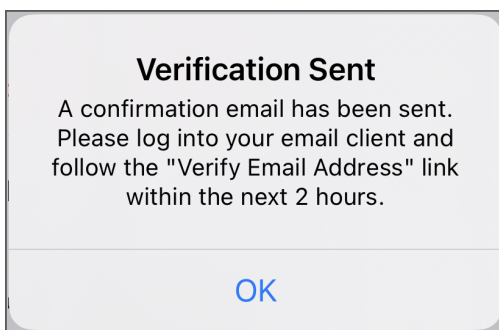 Verification Sent
A confirmation email has been sent.
Please log into your email client and
follow the "Verify Email Address" link
within the next 2 hours.
OK